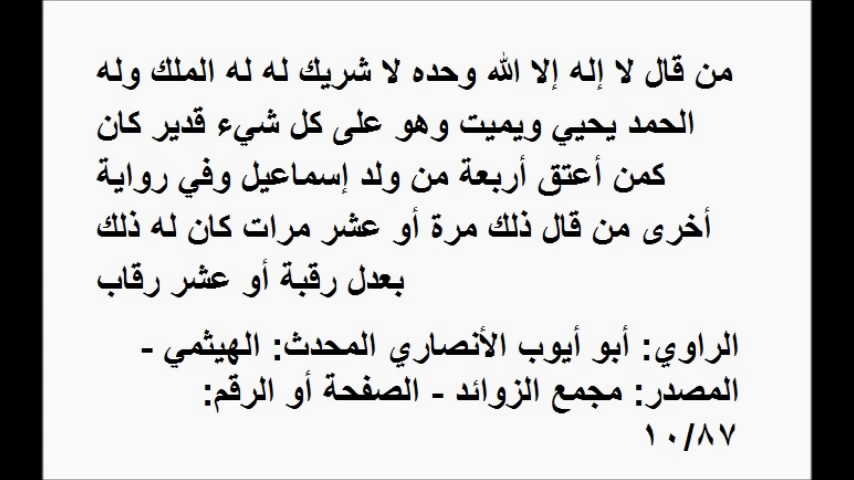 من قال لا إله إلا الله وحده لا شريك له له الملك وله
الحمد يحيي ويميت وهو على كل شيء قدير كان
كمن أعتق أربعة من ولد إسماعيل وفي رواية
أخرى من قال ذلك مرة أو عشر مرات كان له ذلك
بعدل رقبة أو عشر رقاب
الراوي: أبو أيوب الأنصاري المحدث: الهيثمي -
المصدر: مجمع الزوائد - الصفحة أو الرقم:
١٠/٨٧